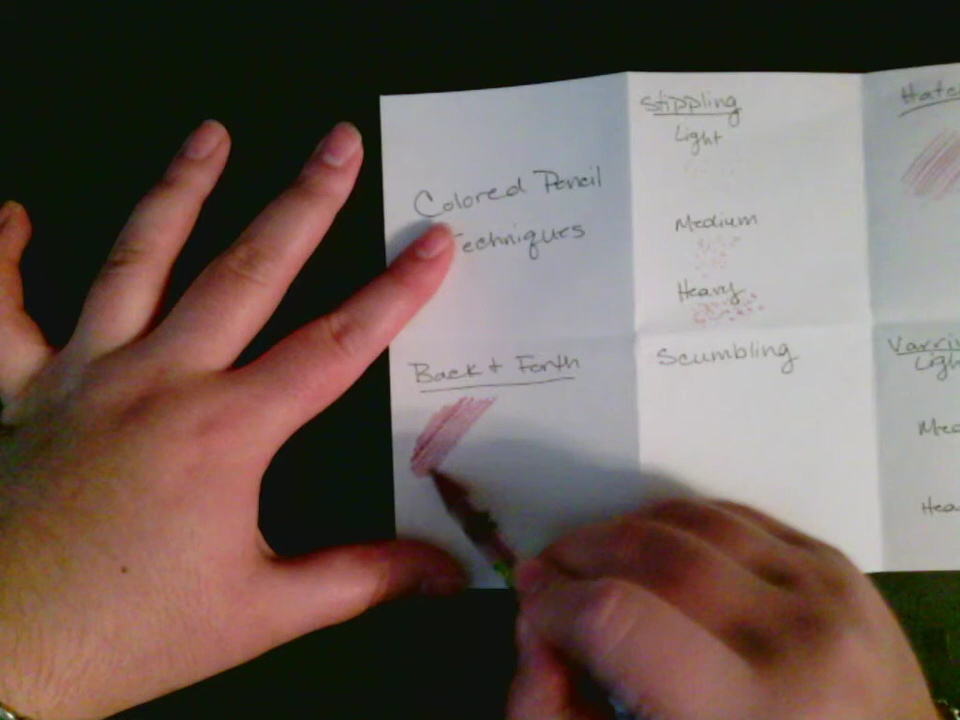 Colored Pencil
Techniques
Stippling
Light
Medium
Heavy
Back + Forth
Scumbling